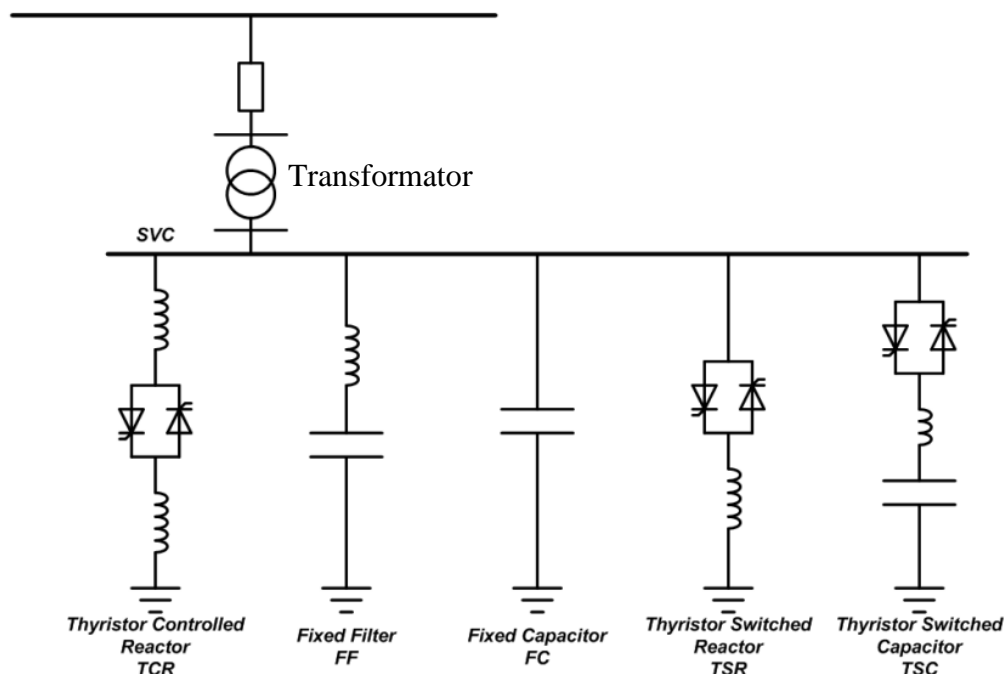 Transformator
SVC
Thyristor Controlled
Reactor
TCR
Fixed Filter
FF
Fixed Capacitor
FC
Thyristor Switched
Reactor
TSR
Thyristor Switched
Capacitor
TSC